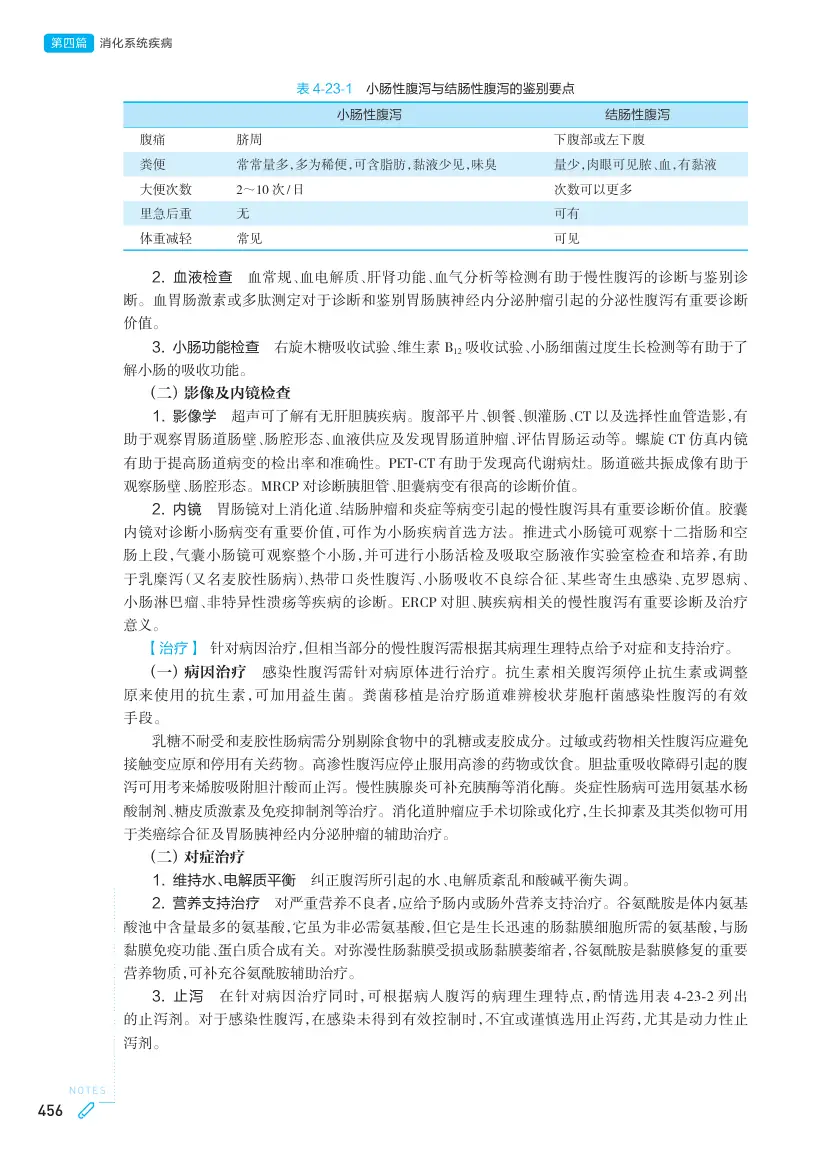 第四篇 消化系统疾病
表 4-23-1 小肠性腹泻与结肠性腹泻的鉴别要点
小肠性腹泻 结肠性腹泻
腹痛 脐周 下腹部或左下腹
粪便 常常量多,多为稀便,可含脂肪,黏液少见,味臭 量少,肉眼可见脓、血,有黏液
大便次数 2～10 次/日 次数可以更多
里急后重 无 可有
体重减轻 常见 可见
2. 血液检查 血常规、血电解质、肝肾功能、血气分析等检测有助于慢性腹泻的诊断与鉴别诊
断。血胃肠激素或多肽测定对于诊断和鉴别胃肠胰神经内分泌肿瘤引起的分泌性腹泻有重要诊断
价值。
3. 小肠功能检查 右旋木糖吸收试验、维生素 B12 吸收试验、小肠细菌过度生长检测等有助于了
解小肠的吸收功能。
(二) 影像及内镜检查
1. 影像学 超声可了解有无肝胆胰疾病。腹部平片、钡餐、钡灌肠、CT 以及选择性血管造影,有
助于观察胃肠道肠壁、肠腔形态、血液供应及发现胃肠道肿瘤、评估胃肠运动等。螺旋 CT 仿真内镜
有助于提高肠道病变的检出率和准确性。PET-CT 有助于发现高代谢病灶。肠道磁共振成像有助于
观察肠壁、肠腔形态。MRCP 对诊断胰胆管、胆囊病变有很高的诊断价值。
2. 内镜 胃肠镜对上消化道、结肠肿瘤和炎症等病变引起的慢性腹泻具有重要诊断价值。胶囊
内镜对诊断小肠病变有重要价值,可作为小肠疾病首选方法。推进式小肠镜可观察十二指肠和空
肠上段,气囊小肠镜可观察整个小肠,并可进行小肠活检及吸取空肠液作实验室检查和培养,有助
于乳糜泻(又名麦胶性肠病)、热带口炎性腹泻、小肠吸收不良综合征、某些寄生虫感染、克罗恩病、
小肠淋巴瘤、非特异性溃疡等疾病的诊断。ERCP 对胆、胰疾病相关的慢性腹泻有重要诊断及治疗
意义。
【治疗】 针对病因治疗,但相当部分的慢性腹泻需根据其病理生理特点给予对症和支持治疗。
(一) 病因治疗 感染性腹泻需针对病原体进行治疗。抗生素相关腹泻须停止抗生素或调整
原来使用的抗生素,可加用益生菌。粪菌移植是治疗肠道难辨梭状芽胞杆菌感染性腹泻的有效
手段。
乳糖不耐受和麦胶性肠病需分别剔除食物中的乳糖或麦胶成分。过敏或药物相关性腹泻应避免
接触变应原和停用有关药物。高渗性腹泻应停止服用高渗的药物或饮食。胆盐重吸收障碍引起的腹
泻可用考来烯胺吸附胆汁酸而止泻。慢性胰腺炎可补充胰酶等消化酶。炎症性肠病可选用氨基水杨
酸制剂、糖皮质激素及免疫抑制剂等治疗。消化道肿瘤应手术切除或化疗,生长抑素及其类似物可用
于类癌综合征及胃肠胰神经内分泌肿瘤的辅助治疗。
(二) 对症治疗
1. 维持水、电解质平衡 纠正腹泻所引起的水、电解质紊乱和酸碱平衡失调。
2. 营养支持治疗 对严重营养不良者,应给予肠内或肠外营养支持治疗。谷氨酰胺是体内氨基
酸池中含量最多的氨基酸,它虽为非必需氨基酸,但它是生长迅速的肠黏膜细胞所需的氨基酸,与肠
黏膜免疫功能、蛋白质合成有关。对弥漫性肠黏膜受损或肠黏膜萎缩者,谷氨酰胺是黏膜修复的重要
营养物质,可补充谷氨酰胺辅助治疗。
3. 止泻 在针对病因治疗同时,可根据病人腹泻的病理生理特点,酌情选用表 4-23-2 列出
的止泻剂。对于感染性腹泻,在感染未得到有效控制时,不宜或谨慎选用止泻药,尤其是动力性止
泻剂。
NOTES
456